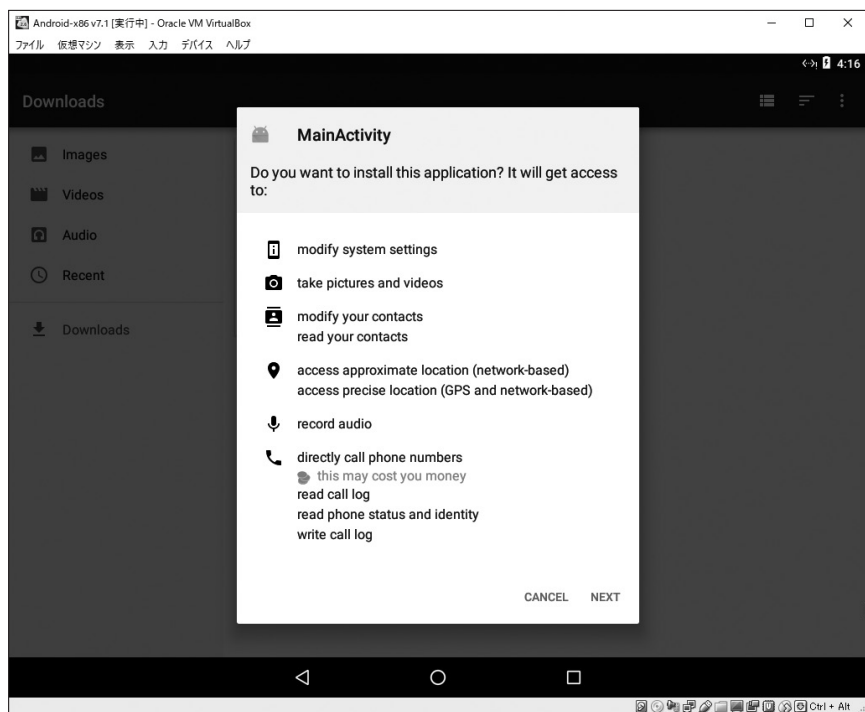 Android-x86 v7.1 [実行中] - Oracle VM VirtualBox
ファイル 仮想マシン 表示 入力 デバイス ヘルプ
4:16
Downloads
Images
Videos
Audio
Recent
Downloads
MainActivity
Do you want to install this application? It will get access
to:
modify system settings
take pictures and videos
modify your contacts
read your contacts
access approximate location (network-based)
access precise location (GPS and network-based)
record audio
directly call phone numbers
this may cost you money
read call log
read phone status and identity
write call log
CANCEL NEXT
Ctrl + Alt